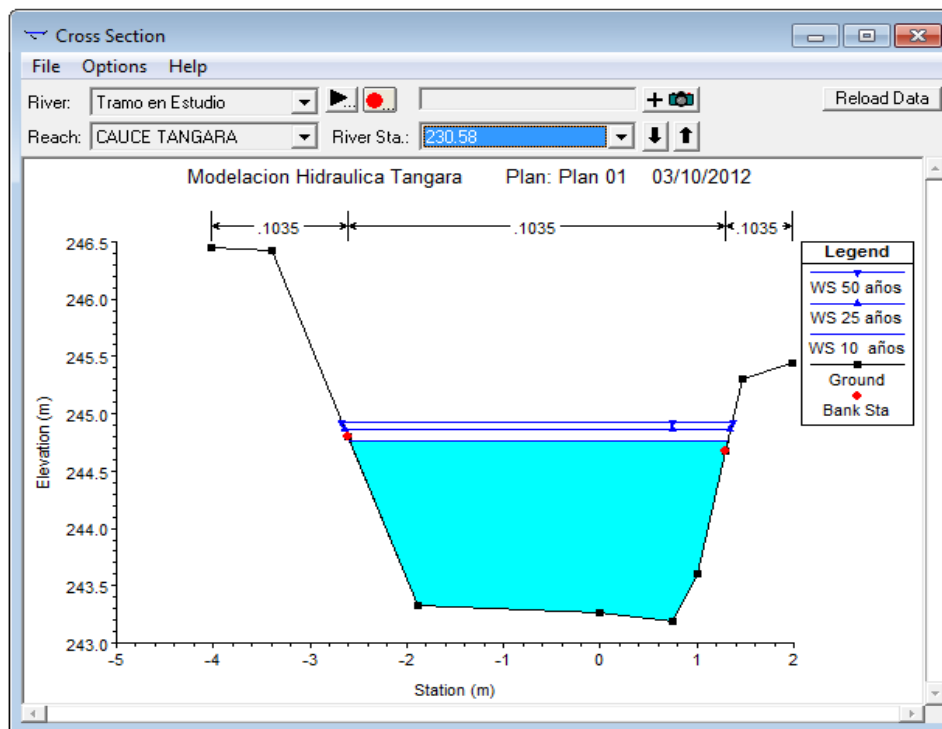 Cross Section
File Options Help
River: Tramo en Estudio Reload Data
Reach: CAUCE TANGARA River Sta.: 230.58
Modelacion Hidraulica Tangara Plan: Plan 01 03/10/2012
.1035 .1035 .1035
246.5
246.0
245.5
245.0
244.5
244.0
243.5
243.0
Elevation (m)
-5 -4 -3 -2 -1 0 1 2
Station (m)
Legend
WS 50 años
WS 25 años
WS 10 años
Ground
Bank Sta